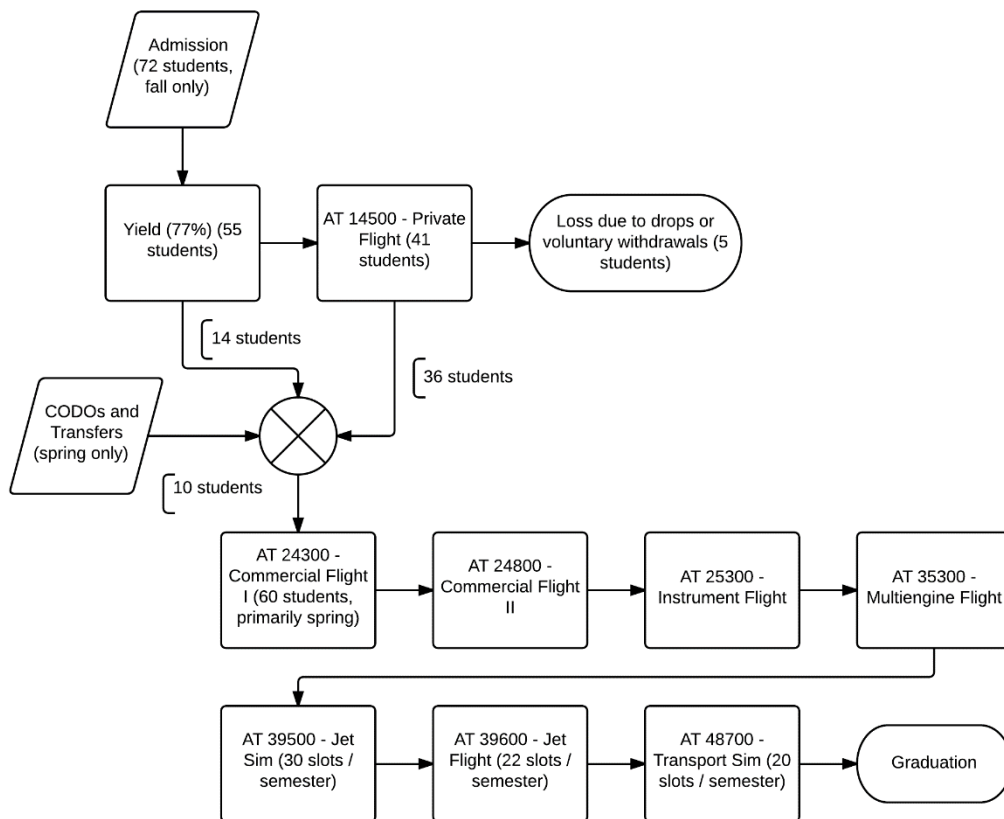 Admission
(72 students,
fall only)
Yield (77%) (55
students)
AT 14500 - Private
Flight (41
students)
Loss due to drops or
voluntary withdrawals (5
students)
14 students
36 students
CODOs and
Transfers
(spring only)
10 students
AT 24300 -
Commercial Flight
I (60 students,
primarily spring)
AT 24800 -
Commercial Flight
II
AT 25300 -
Instrument Flight
AT 35300 -
Multiengine Flight
AT 39500 - Jet
Sim (30 slots /
semester)
AT 39600 - Jet
Flight (22 slots /
semester)
AT 48700 -
Transport Sim (20
slots / semester)
Graduation